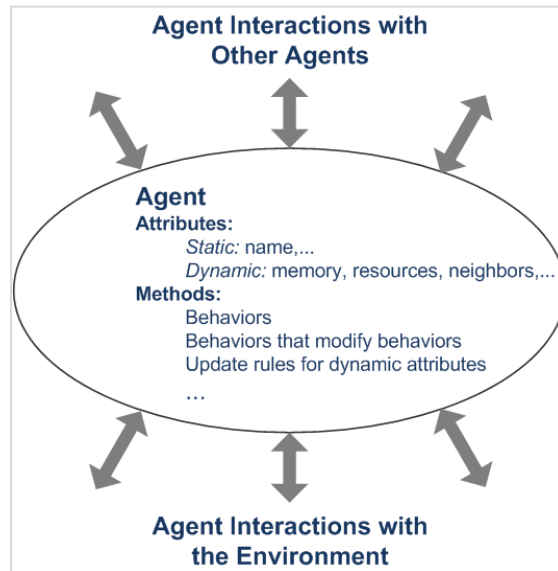 Agent Interactions with
Other Agents
Agent
Attributes:
Static: name,...
Dynamic: memory, resources, neighbors,...
Methods:
Behaviors
Behaviors that modify behaviors
Update rules for dynamic attributes
...
Agent Interactions with
the Environment